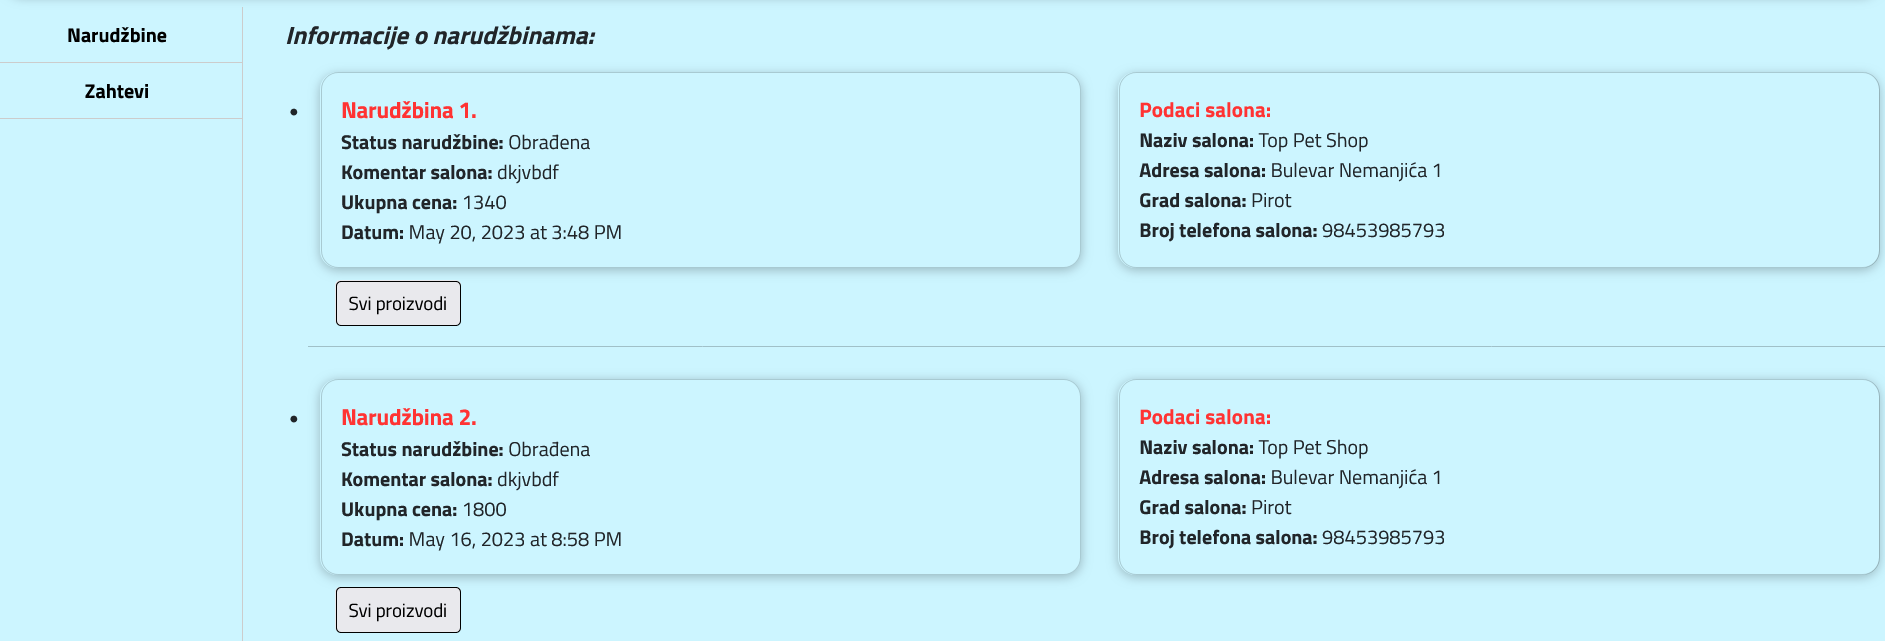 Narudžbine
Zahtevi
Informacije o narudžbinama:
Narudžbina 1.
Status narudžbine: Obrađena
Komentar salona: dkjvbdf
Ukupna cena: 1340
Datum: May 20, 2023 at 3:48 PM
Podaci salona:
Naziv salona: Top Pet Shop
Adresa salona: Bulevar Nemanjića 1
Grad salona: Pirot
Broj telefona salona: 98453985793
Svi proizvodi
Narudžbina 2.
Status narudžbine: Obrađena
Komentar salona: dkjvbdf
Ukupna cena: 1800
Datum: May 16, 2023 at 8:58 PM
Podaci salona:
Naziv salona: Top Pet Shop
Adresa salona: Bulevar Nemanjića 1
Grad salona: Pirot
Broj telefona salona: 98453985793
Svi proizvodi